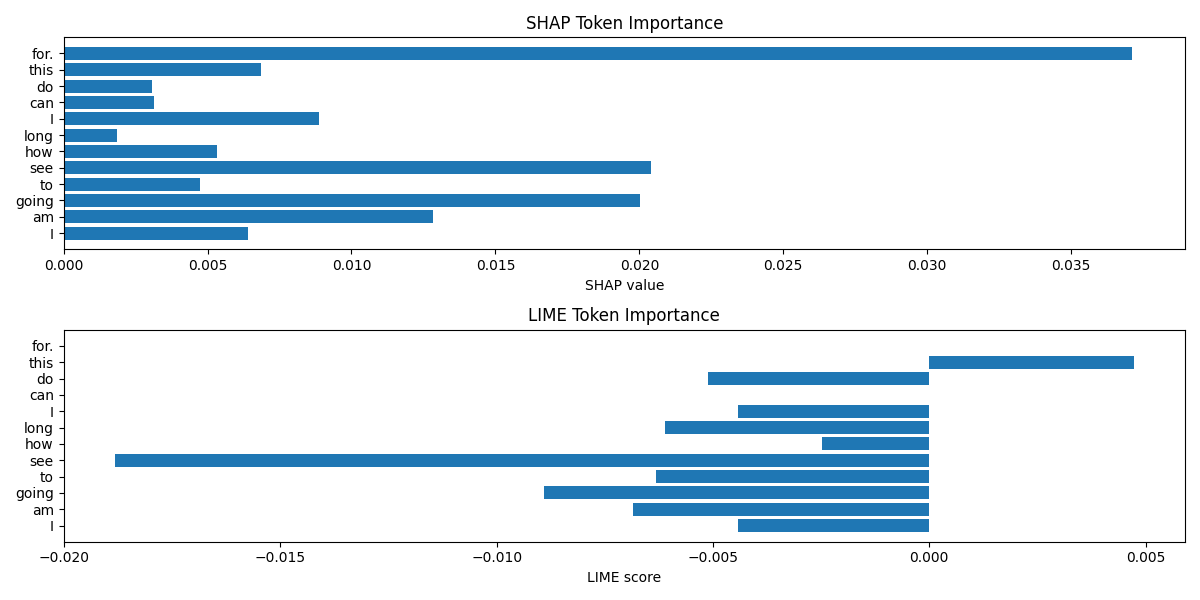 SHAP Token Importance
for.
this
do
can
I
long
how
see
to
going
am
I
0.000 0.005 0.010 0.015 0.020 0.025 0.030 0.035
SHAP value
LIME Token Importance
for.
this
do
can
I
long
how
see
to
going
am
I
−0.020 −0.015 −0.010 −0.005 0.000 0.005
LIME score